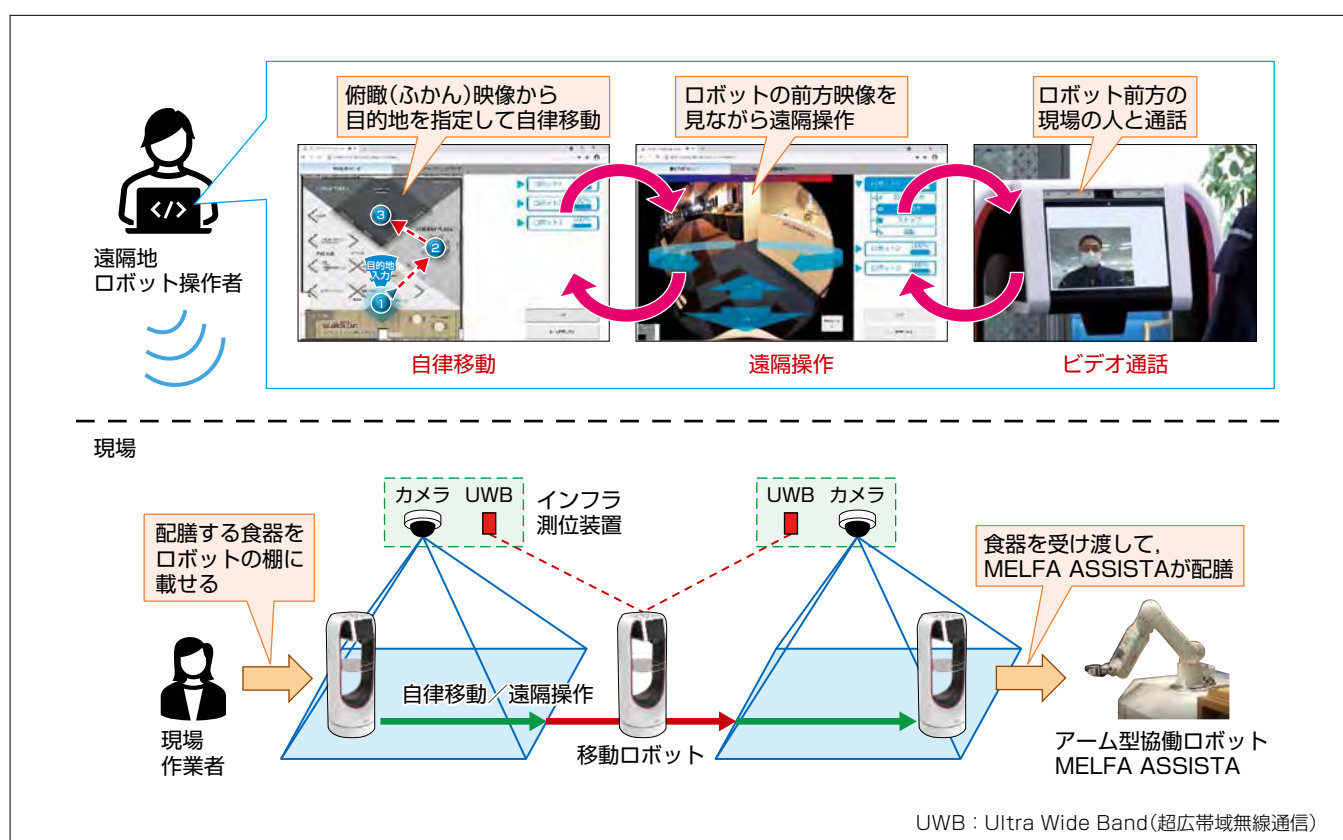 俯瞰(ふかん)映像から
目的地を指定して自律移動
ロボットの前方映像を
見ながら遠隔操作
ロボット前方の
現場の人と通話
</>
3
2
目的地
入力
1
遠隔地
ロボット操作者
自律移動
遠隔操作
ビデオ通話
現場
カメラ UWB
インフラ
測位装置
UWB カメラ
配膳する食器を
ロボットの棚に
載せる
食器を受け渡して,
MELFA ASSISTAが配膳
自律移動/遠隔操作
現場
作業者
移動ロボット
アーム型協働ロボット
MELFA ASSISTA
UWB:Ultra Wide Band(超広帯域無線通信)